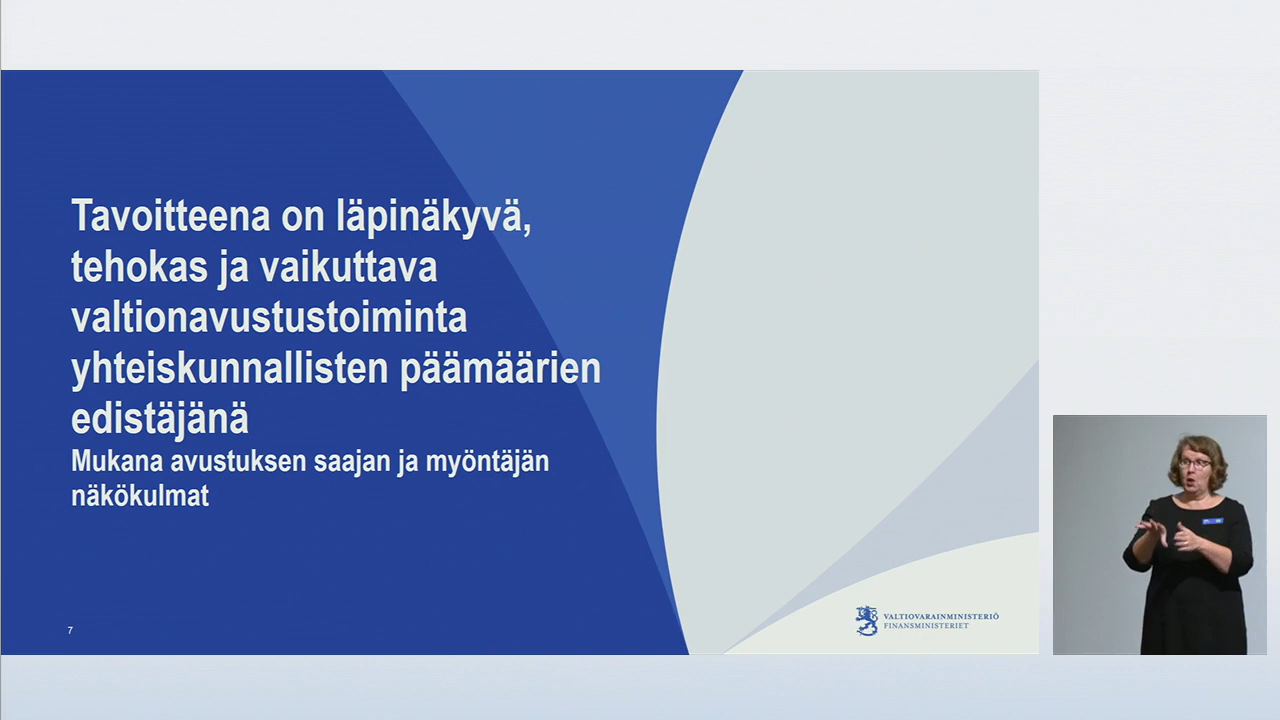 Tavoitteena on läpinäkyvä,
tehokas ja vaikuttava
valtionavustustoiminta
yhteiskunnallisten päämäärien
edistäjänä
Mukana avustuksen saajan ja myöntäjän
näkökulmat
7
VALTIOVARAINMINISTERIÖ
FINANSMINISTERIET